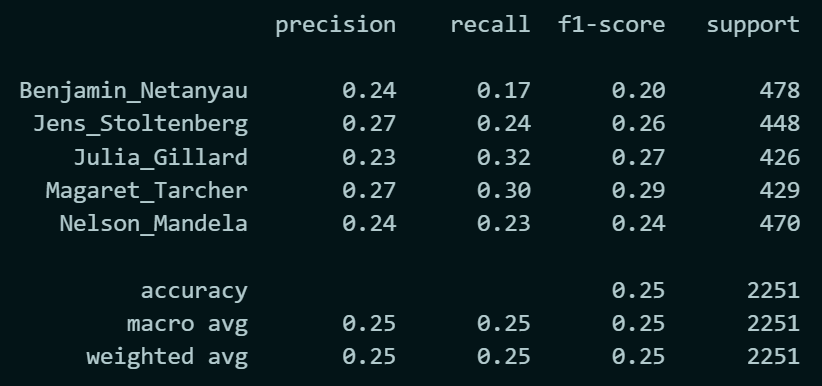 precision recall f1-score support
Benjamin_Netanyau 0.24 0.17 0.20 478
Jens_Stoltenberg 0.27 0.24 0.26 448
Julia_Gillard 0.23 0.32 0.27 426
Magaret_Tarcher 0.27 0.30 0.29 429
Nelson_Mandela 0.24 0.23 0.24 470
accuracy 0.25 2251
macro avg 0.25 0.25 0.25 2251
weighted avg 0.25 0.25 0.25 2251